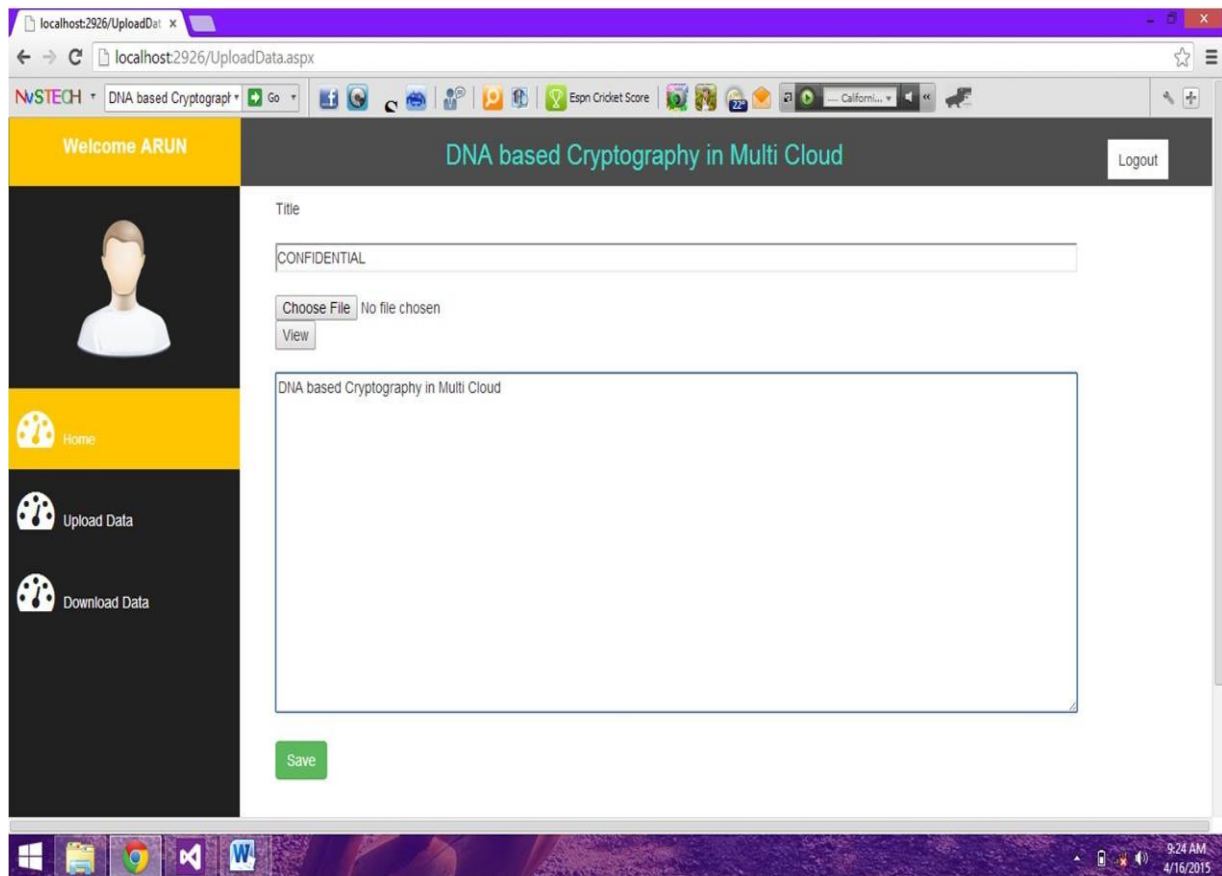 localhost:2926/UploadDat
localhost:2926/UploadData.aspx
NVSTECH DNA based Cryptograph Go Espn Cricket Score 22° .... Californi...
Welcome ARUN
DNA based Cryptography in Multi Cloud
Logout
Title
CONFIDENTIAL
Choose File No file chosen
View
DNA based Cryptography in Multi Cloud
Home
Upload Data
Download Data
Save
9:24 AM
4/16/2015